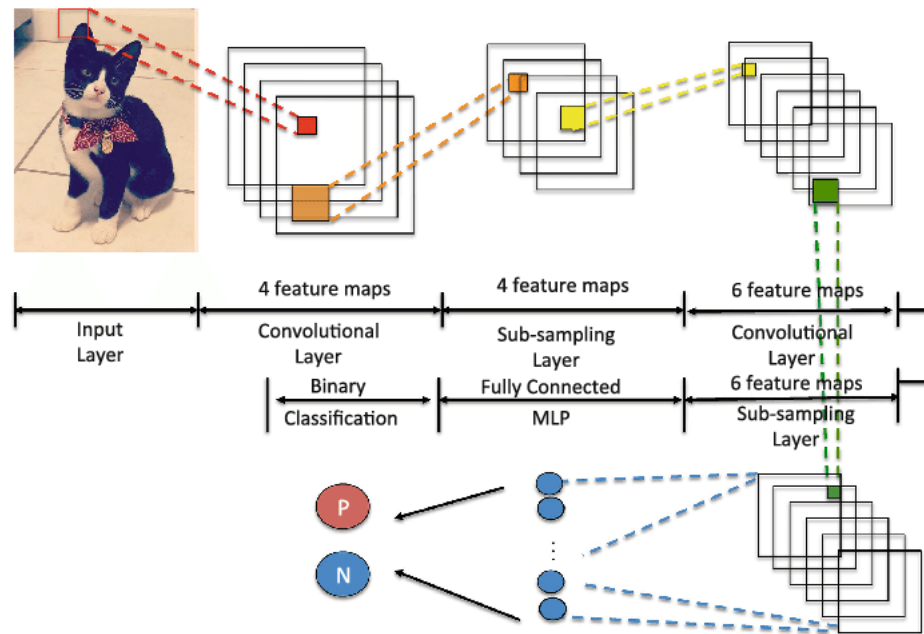 4 feature maps
4 feature maps
6 feature maps
Input
Layer
Convolutional
Layer
Sub-sampling
Layer
Convolutional
Layer
Binary
Classification
Fully Connected
MLP
6 feature maps
Sub-sampling
Layer
P
N